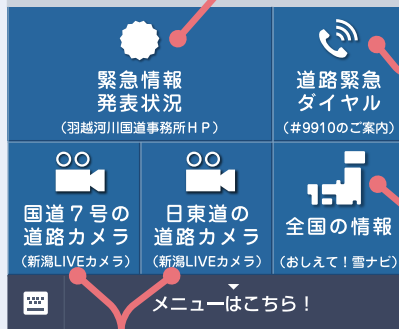 緊急情報
発表状況
（羽越河川国道事務所ＨＰ）
道路緊急
ダイヤル
（＃9910のご案内）
国道７号の
道路カメラ
（新潟LIVEカメラ）
日東道の
道路カメラ
（新潟LIVEカメラ）
全国の情報
（おしえて！雪ナビ）
メニューはこちら！